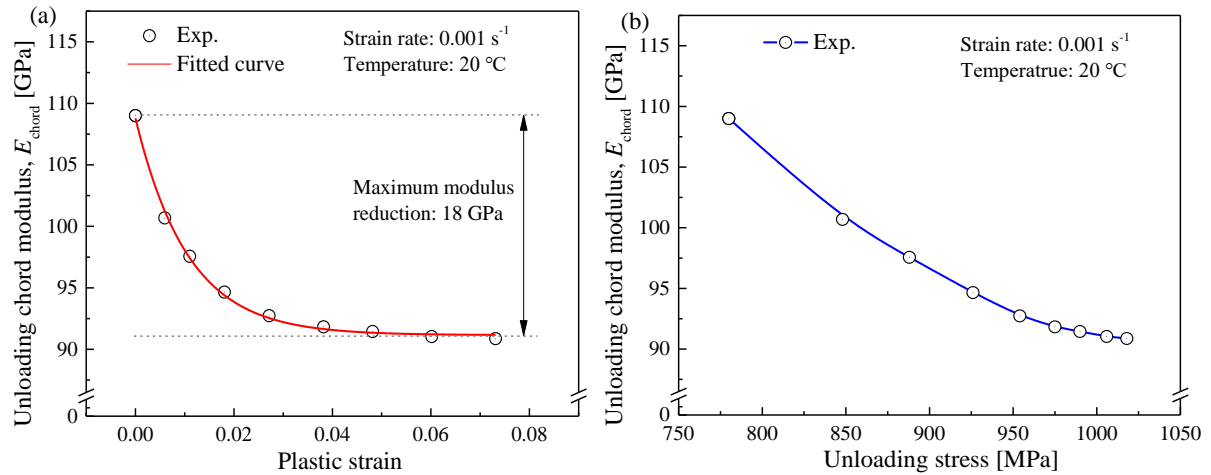 (a)
Exp.
Fitted curve
Strain rate: 0.001 s⁻¹
Temperature: 20 ℃
Maximum modulus
reduction: 18 GPa
Unloading chord modulus, E_chord [GPa]
115
110
105
100
95
90
0
0.00 0.02 0.04 0.06 0.08
Plastic strain
(b)
Exp.
Strain rate: 0.001 s⁻¹
Temperatrue: 20 ℃
Unloading chord modulus, E_chord [GPa]
115
110
105
100
95
90
0
750 800 850 900 950 1000 1050
Unloading stress [MPa]